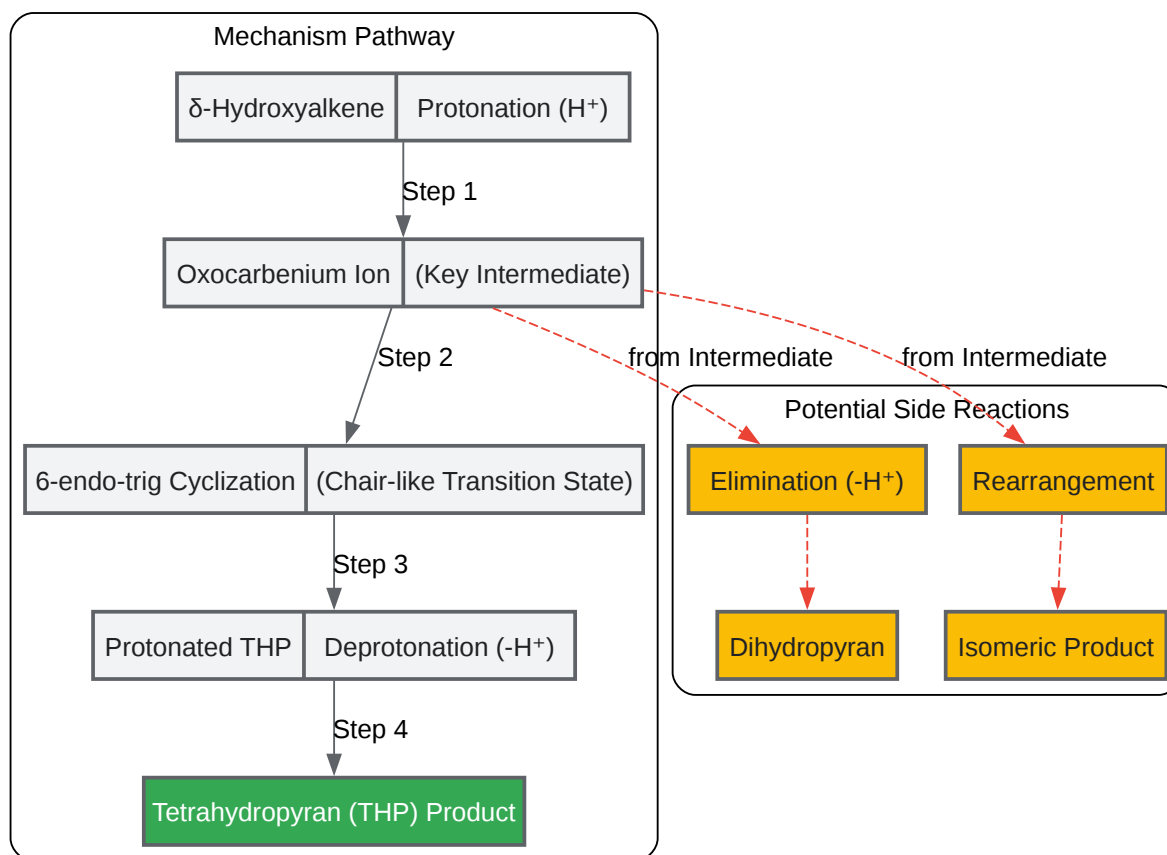 Mechanism Pathway
δ-Hydroxyalkene
Protonation (H⁺)
Step 1
Oxocarbenium Ion
(Key Intermediate)
Step 2
from Intermediate
from Intermediate
Potential Side Reactions
6-endo-trig Cyclization
(Chair-like Transition State)
Elimination (-H⁺)
Rearrangement
Step 3
Protonated THP
Deprotonation (-H⁺)
Dihydropyran
Isomeric Product
Step 4
Tetrahydropyran (THP) Product